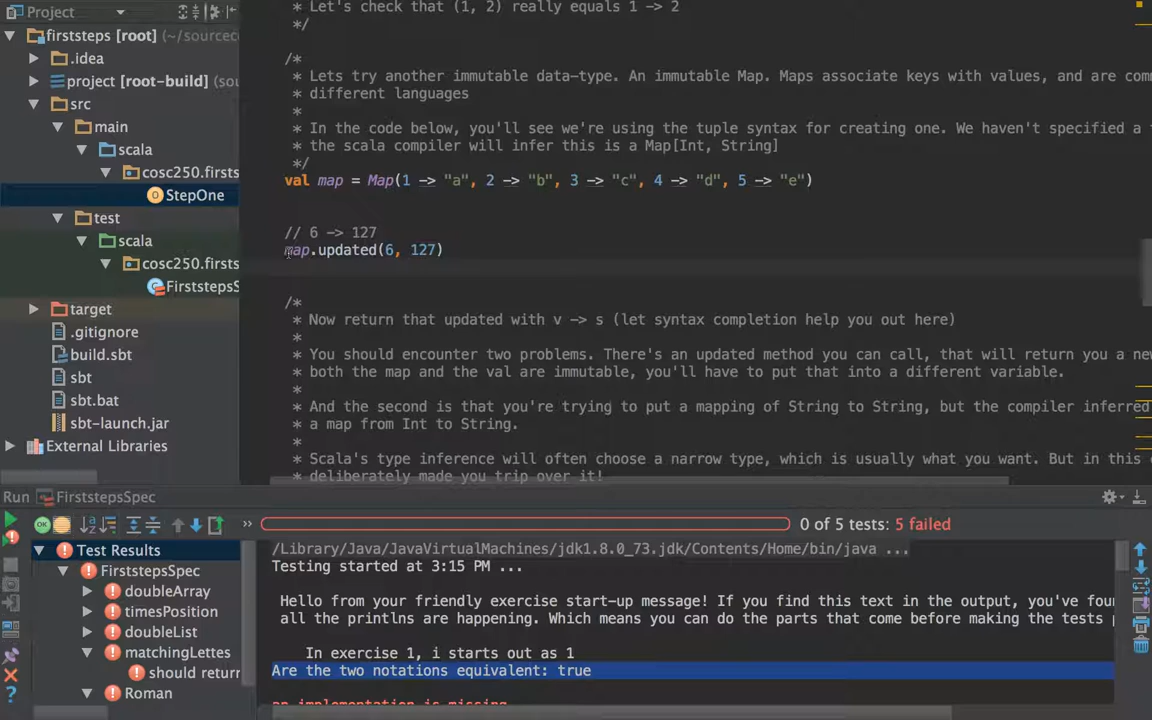 Project
firststeps [root] (~/sourcec
.idea
project [root-build] (sou
src
main
scala
cosc250.firsts
StepOne
test
scala
cosc250.firsts
FirststepsS
target
.gitignore
build.sbt
sbt
sbt.bat
sbt-launch.jar
External Libraries
* Let's check that (1, 2) really equals 1 -> 2
*/
/*
* Lets try another immutable data-type. An immutable Map. Maps associate keys with values, and are com
* different languages
*
* In the code below, you'll see we're using the tuple syntax for creating one. We haven't specified a t
* the scala compiler will infer this is a Map[Int, String]
*/
val map = Map(1 -> "a", 2 -> "b", 3 -> "c", 4 -> "d", 5 -> "e")
// 6 -> 127
map.updated(6, 127)
/*
* Now return that updated with v -> s (let syntax completion help you out here)
*
* You should encounter two problems. There's an updated method you can call, that will return you a new
* both the map and the val are immutable, you'll have to put that into a different variable.
*
* And the second is that you're trying to put a mapping of String to String, but the compiler inferred
* a map from Int to String.
*
* Scala's type inference will often choose a narrow type, which is usually what you want. But in this c
* deliberately made you trip over it!
Run FirststepsSpec
0 of 5 tests: 5 failed
Test Results
FirststepsSpec
doubleArray
timesPosition
doubleList
matchingLettes
should return
Roman
/Library/Java/JavaVirtualMachines/jdk1.8.0_73.jdk/Contents/Home/bin/java ...
Testing started at 3:15 PM ...
Hello from your friendly exercise start-up message! If you find this text in the output, you've foun
all the printlns are happening. Which means you can do the parts that come before making the tests p
In exercise 1, i starts out as 1
Are the two notations equivalent: true
an implementation is missing